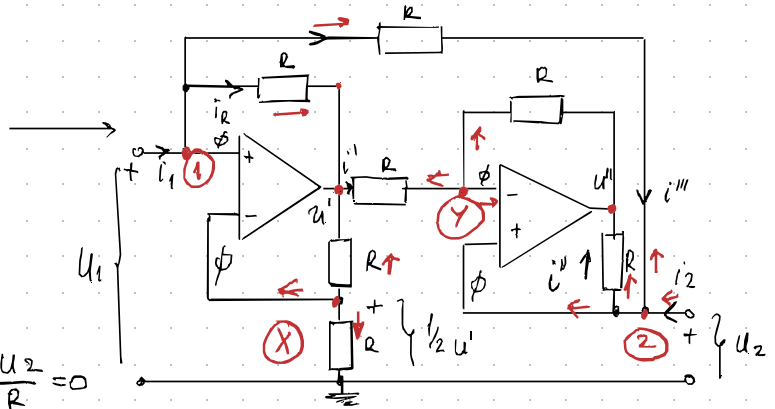 R
R
R
i_R
ϕ
+
+
i_1
1
U_1
−
ϕ
u'
i'
R
ϕ
−
+
ϕ
Y
u''
i'''
i''
R
i_2
+
2
U_2
R
+
X
R
1/2 u'
U2/R = 0